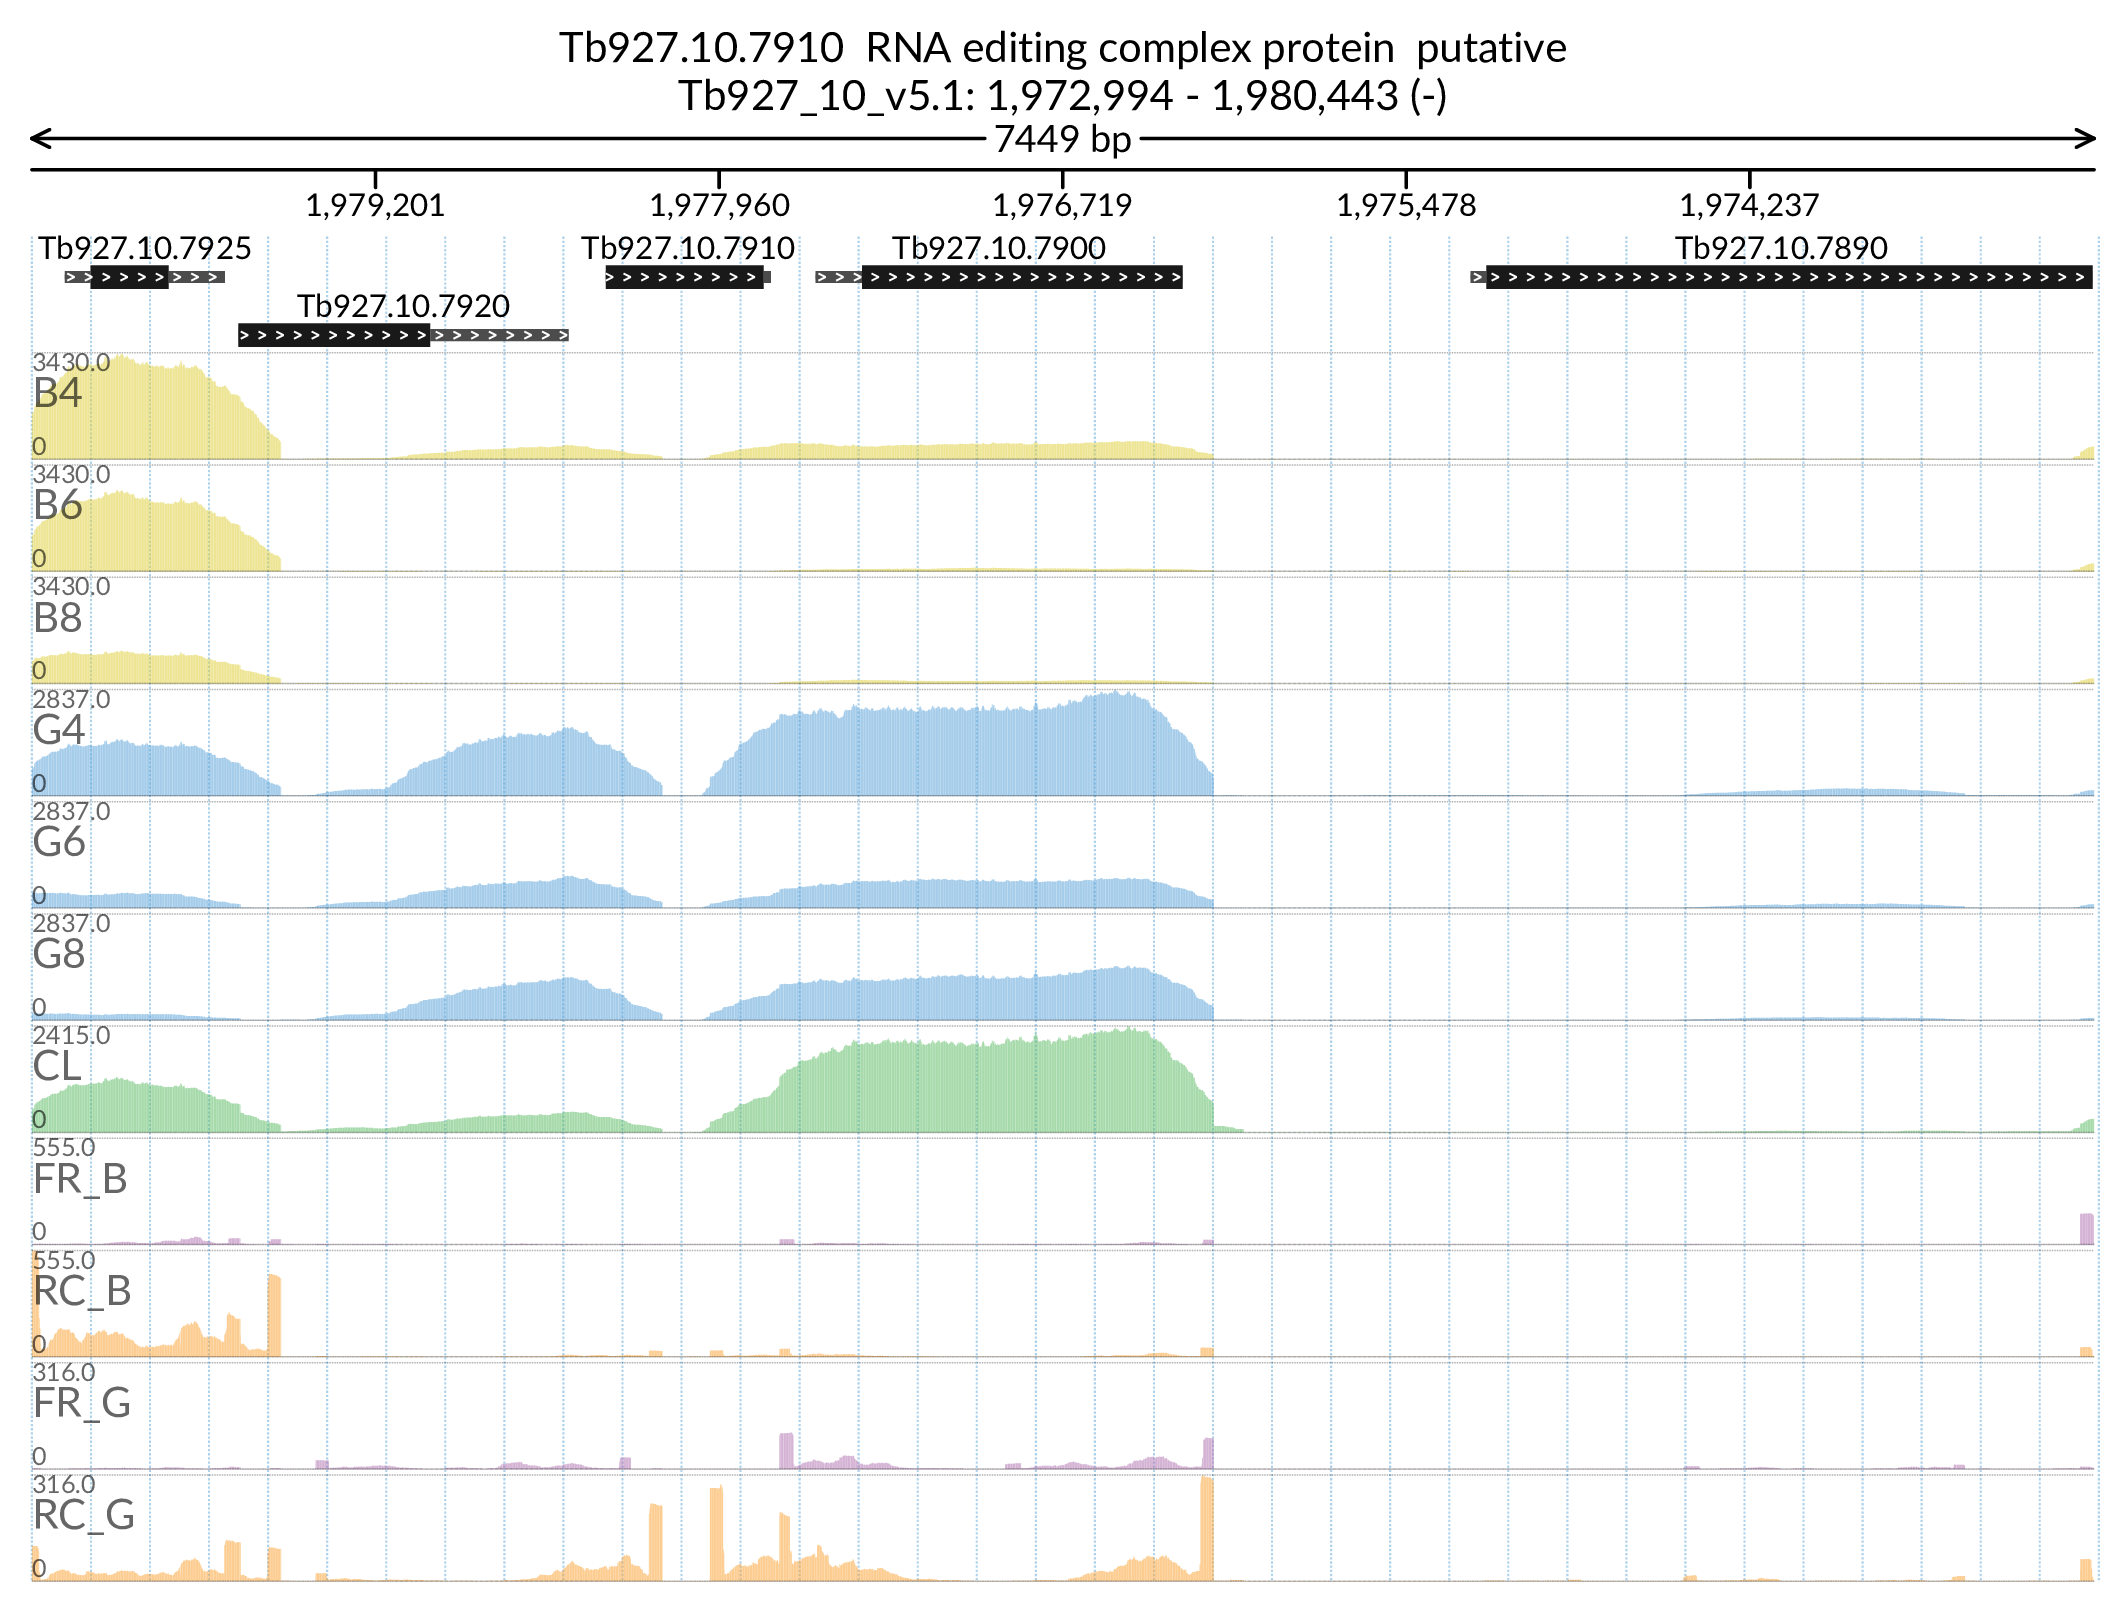 Tb927.10.7910  RNA editing complex protein  putative
Tb927_10_v5.1: 1,972,994 - 1,980,443 (-)
7449 bp
1,979,201 1,977,960 1,976,719 1,975,478 1,974,237
Tb927.10.7925 Tb927.10.7910 Tb927.10.7900 Tb927.10.7890
Tb927.10.7920
3430.0
B4
0
3430.0
B6
0
3430.0
B8
0
2837.0
G4
0
2837.0
G6
0
2837.0
G8
0
2415.0
CL
0
555.0
FR_B
0
555.0
RC_B
0
316.0
FR_G
0
316.0
RC_G
0